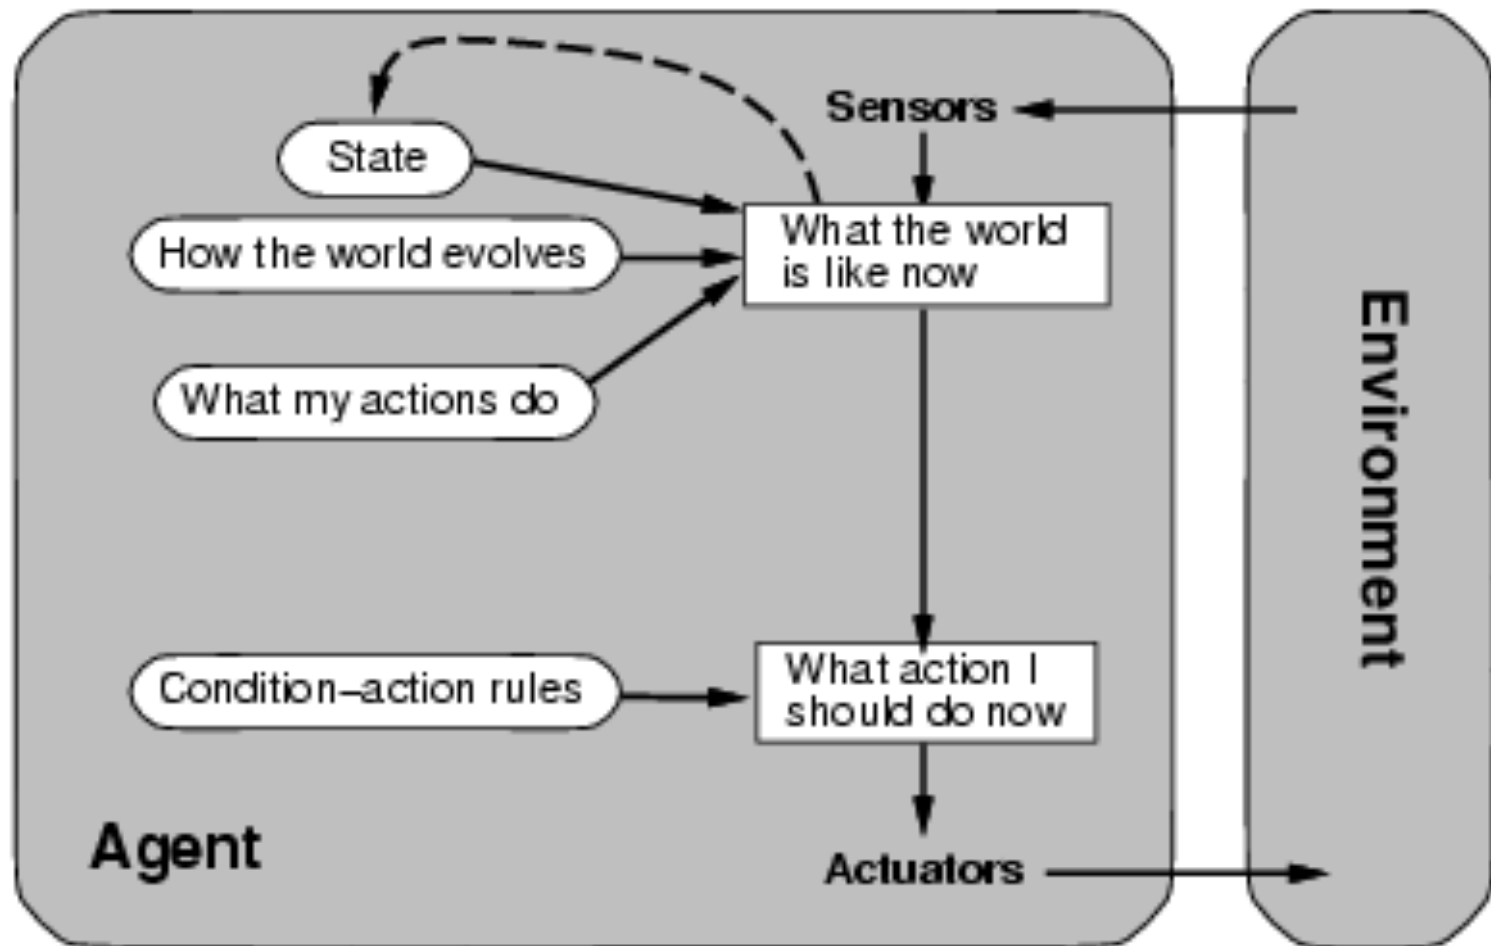 Sensors
State
What the world
is like now
How the world evolves
What my actions do
Environment
Condition–action rules
What action I
should do now
Agent
Actuators